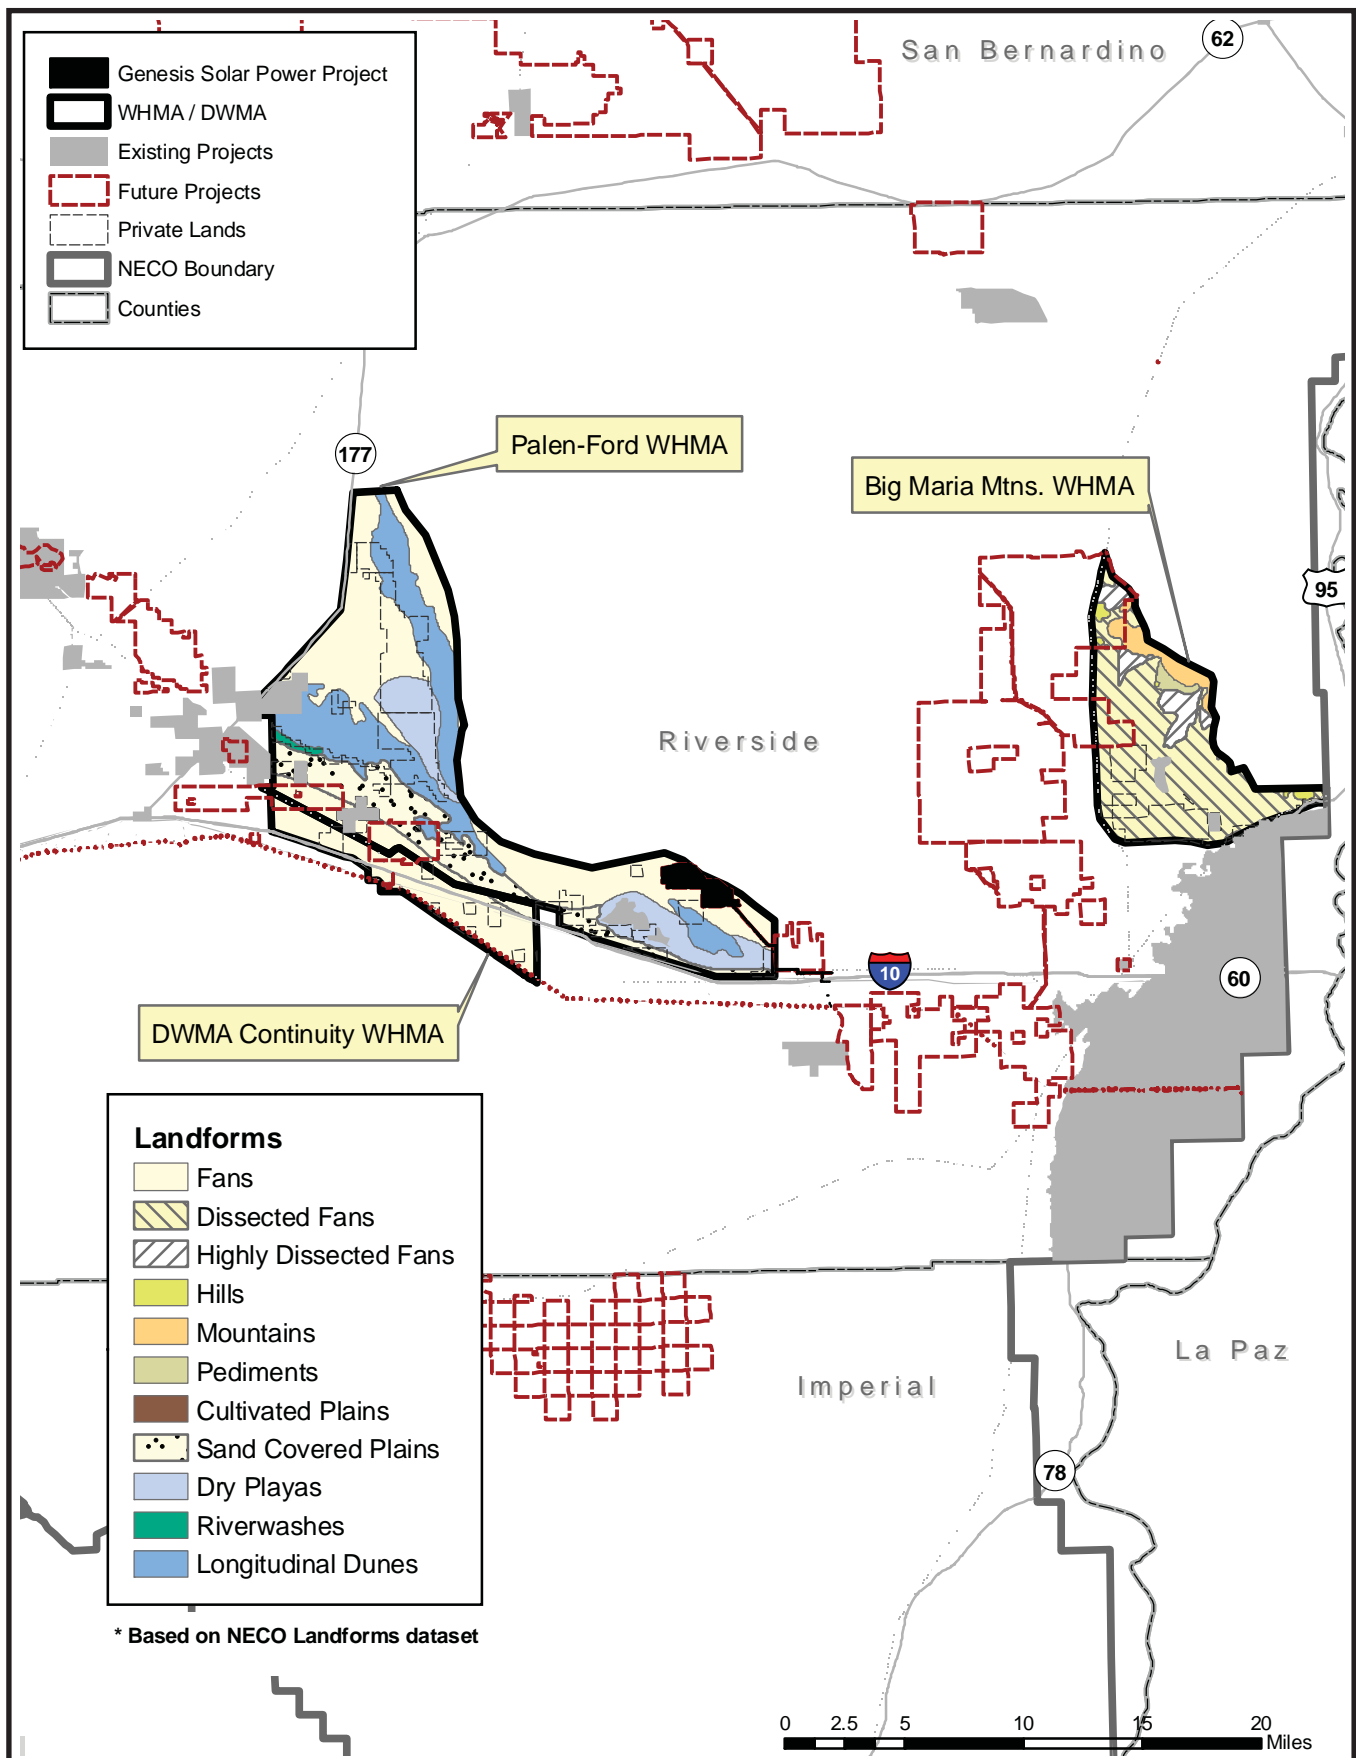 Genesis Solar Power Project
WHMA / DWMA
Existing Projects
Future Projects
Private Lands
NECO Boundary
Counties
San Bernardino
62
177
Palen-Ford WHMA
Big Maria Mtns. WHMA
95
Riverside
10
60
DWMA Continuity WHMA
Landforms
Fans
Dissected Fans
Highly Dissected Fans
Hills
Mountains
Pediments
Cultivated Plains
Sand Covered Plains
Dry Playas
Riverwashes
Longitudinal Dunes
* Based on NECO Landforms dataset
La Paz
Imperial
78
0 2.5 5 10 15 20
Miles